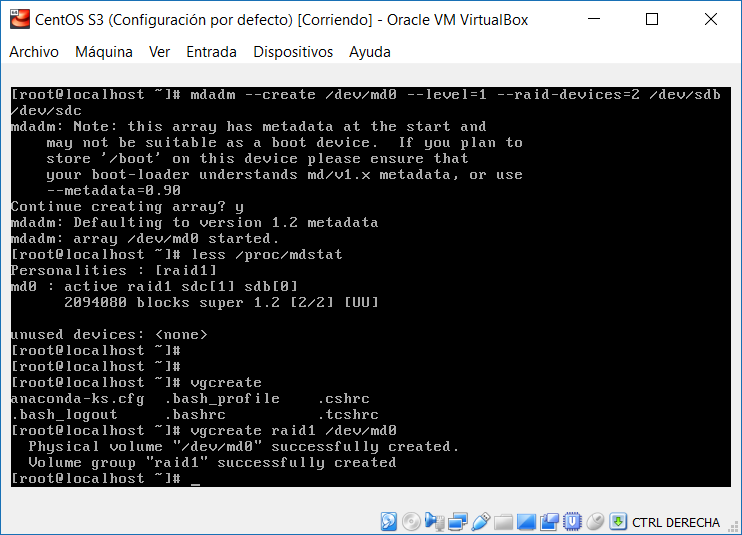 CentOS S3 (Configuración por defecto) [Corriendo] - Oracle VM VirtualBox
Archivo Máquina Ver Entrada Dispositivos Ayuda
[root@localhost ~]# mdadm --create /dev/md0 --level=1 --raid-devices=2 /dev/sdb
/dev/sdc
mdadm: Note: this array has metadata at the start and
    may not be suitable as a boot device.  If you plan to
    store '/boot' on this device please ensure that
    your boot-loader understands md/v1.x metadata, or use
    --metadata=0.90
Continue creating array? y
mdadm: Defaulting to version 1.2 metadata
mdadm: array /dev/md0 started.
[root@localhost ~]# less /proc/mdstat
Personalities : [raid1]
md0 : active raid1 sdc[1] sdb[0]
      2094080 blocks super 1.2 [2/2] [UU]
unused devices: <none>
[root@localhost ~]#
[root@localhost ~]#
[root@localhost ~]# vgcreate
anaconda-ks.cfg  .bash_profile    .cshrc
.bash_logout     .bashrc          .tcshrc
[root@localhost ~]# vgcreate raid1 /dev/md0
  Physical volume "/dev/md0" successfully created.
  Volume group "raid1" successfully created
[root@localhost ~]# _
CTRL DERECHA